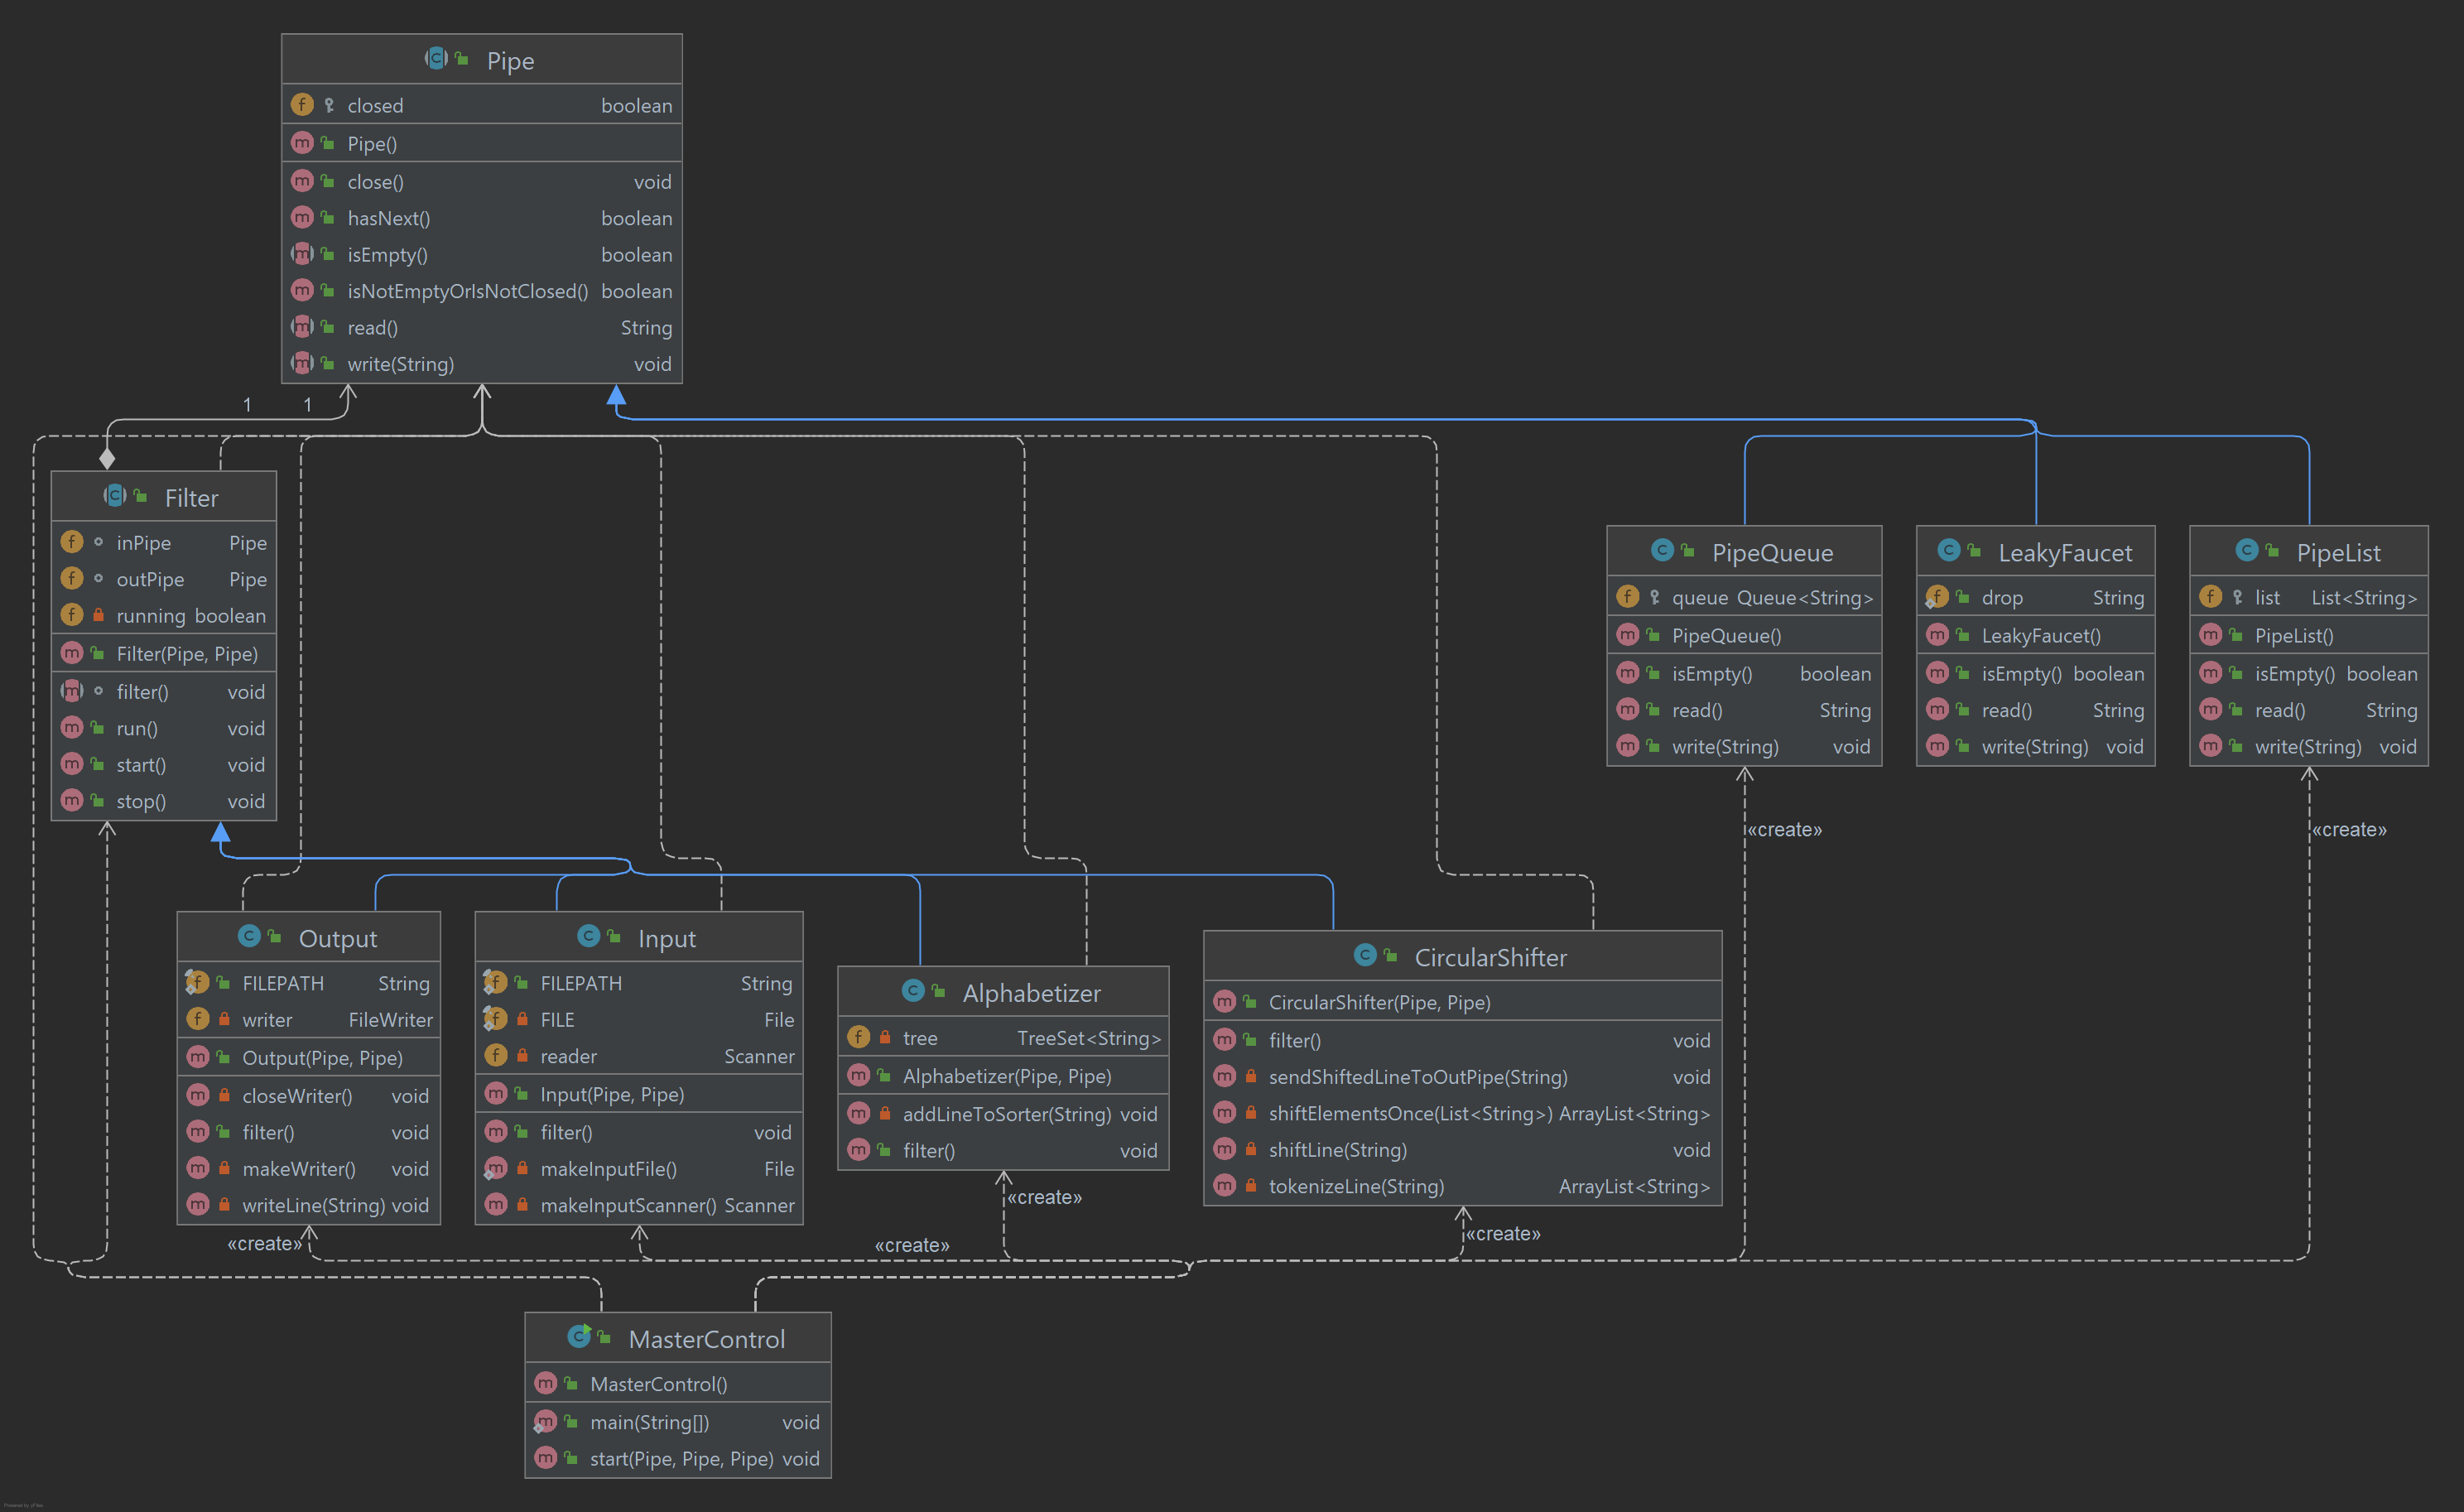 Pipe
closed boolean
Pipe()
close() void
hasNext() boolean
isEmpty() boolean
isNotEmptyOrIsNotClosed() boolean
read() String
write(String) void
1 1
Filter
inPipe Pipe
outPipe Pipe
running boolean
Filter(Pipe, Pipe)
filter() void
run() void
start() void
stop() void
PipeQueue
queue Queue<String>
PipeQueue()
isEmpty() boolean
read() String
write(String) void
LeakyFaucet
drop String
LeakyFaucet()
isEmpty() boolean
read() String
write(String) void
PipeList
list List<String>
PipeList()
isEmpty() boolean
read() String
write(String) void
«create»
«create»
Output
FILEPATH String
writer FileWriter
Output(Pipe, Pipe)
closeWriter() void
filter() void
makeWriter() void
writeLine(String) void
Input
FILEPATH String
FILE File
reader Scanner
Input(Pipe, Pipe)
filter() void
makeInputFile() File
makeInputScanner() Scanner
Alphabetizer
tree TreeSet<String>
Alphabetizer(Pipe, Pipe)
addLineToSorter(String) void
filter() void
CircularShifter
CircularShifter(Pipe, Pipe)
filter() void
sendShiftedLineToOutPipe(String) void
shiftElementsOnce(List<String>) ArrayList<String>
shiftLine(String) void
tokenizeLine(String) ArrayList<String>
«create»
«create»
«create»
«create»
MasterControl
MasterControl()
main(String[]) void
start(Pipe, Pipe, Pipe) void
Powered by yFiles